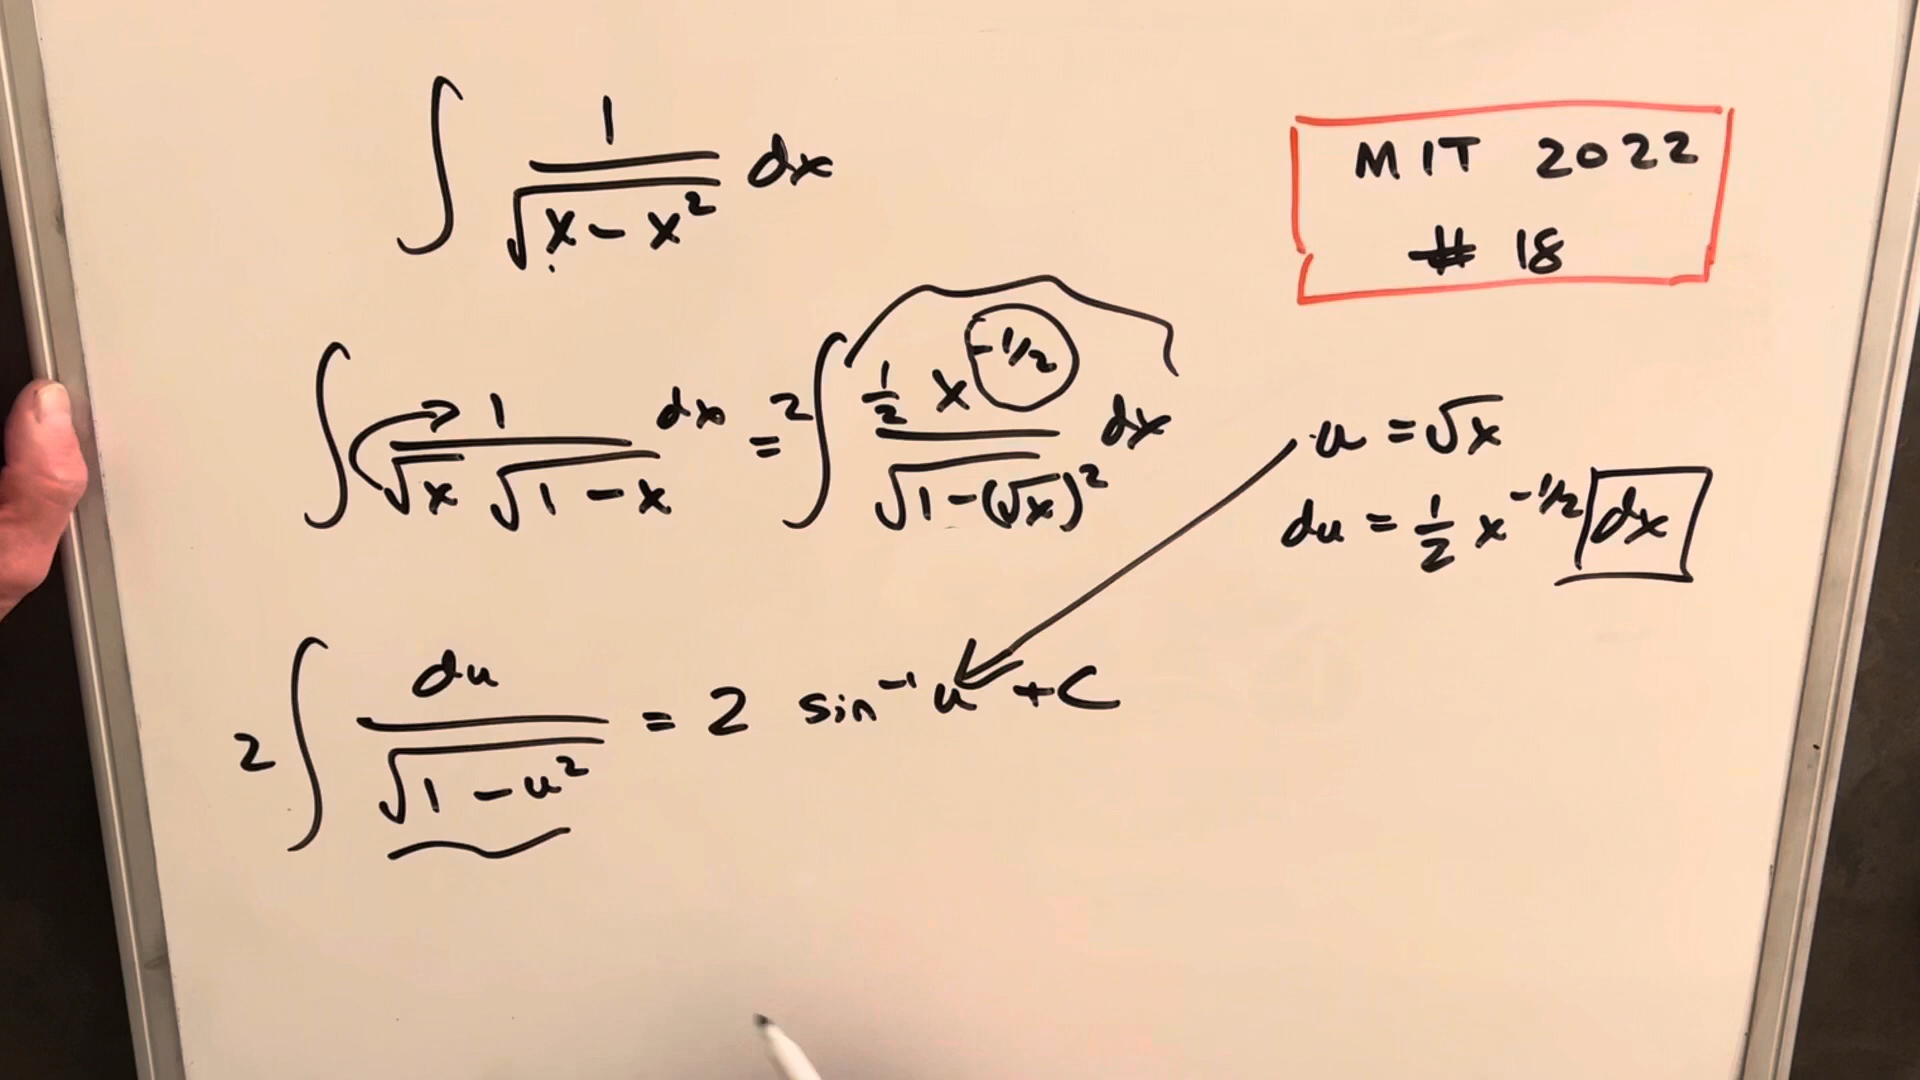 ∫ 1/√(x-x²) dx
MIT 2022
# 18
∫ 1/(√x √(1-x)) dx = 2∫ (1/2 x^(-1/2))/√(1-(√x)²) dx
u = √x
du = 1/2 x^(-1/2) dx
2∫ du/√(1-u²) = 2 sin⁻¹ u + C